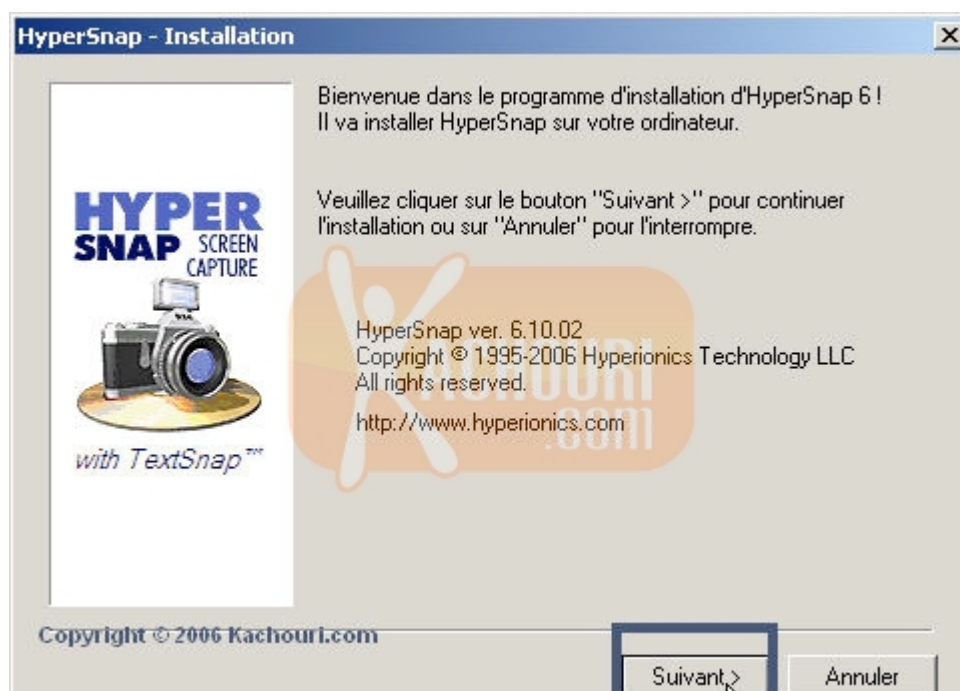 HyperSnap - Installation
Bienvenue dans le programme d'installation d'HyperSnap 6 !
Il va installer HyperSnap sur votre ordinateur.
Veuillez cliquer sur le bouton "Suivant >" pour continuer
l'installation ou sur "Annuler" pour l'interrompre.
HYPER
SNAP SCREEN
CAPTURE
with TextSnap™
HyperSnap ver. 6.10.02
Copyright © 1995-2006 Hyperionics Technology LLC
All rights reserved.
http://www.hyperionics.com
KACHOURI
.com
Copyright © 2006 Kachouri.com
Suivant > Annuler